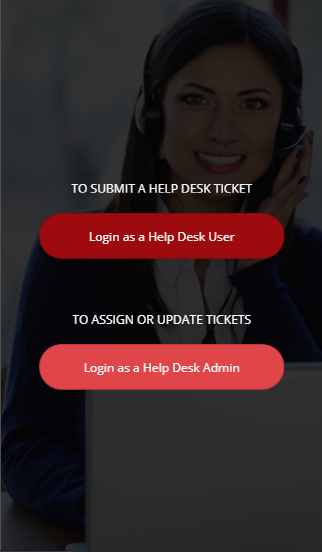 TO SUBMIT A HELP DESK TICKET
Login as a Help Desk User
TO ASSIGN OR UPDATE TICKETS
Login as a Help Desk Admin